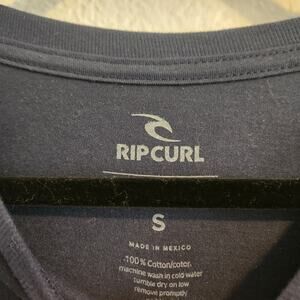 RIP CURL
S
MADE IN MEXICO
100% Cotton/coton
machine wash in cold water
tumble dry on low
remove promptly